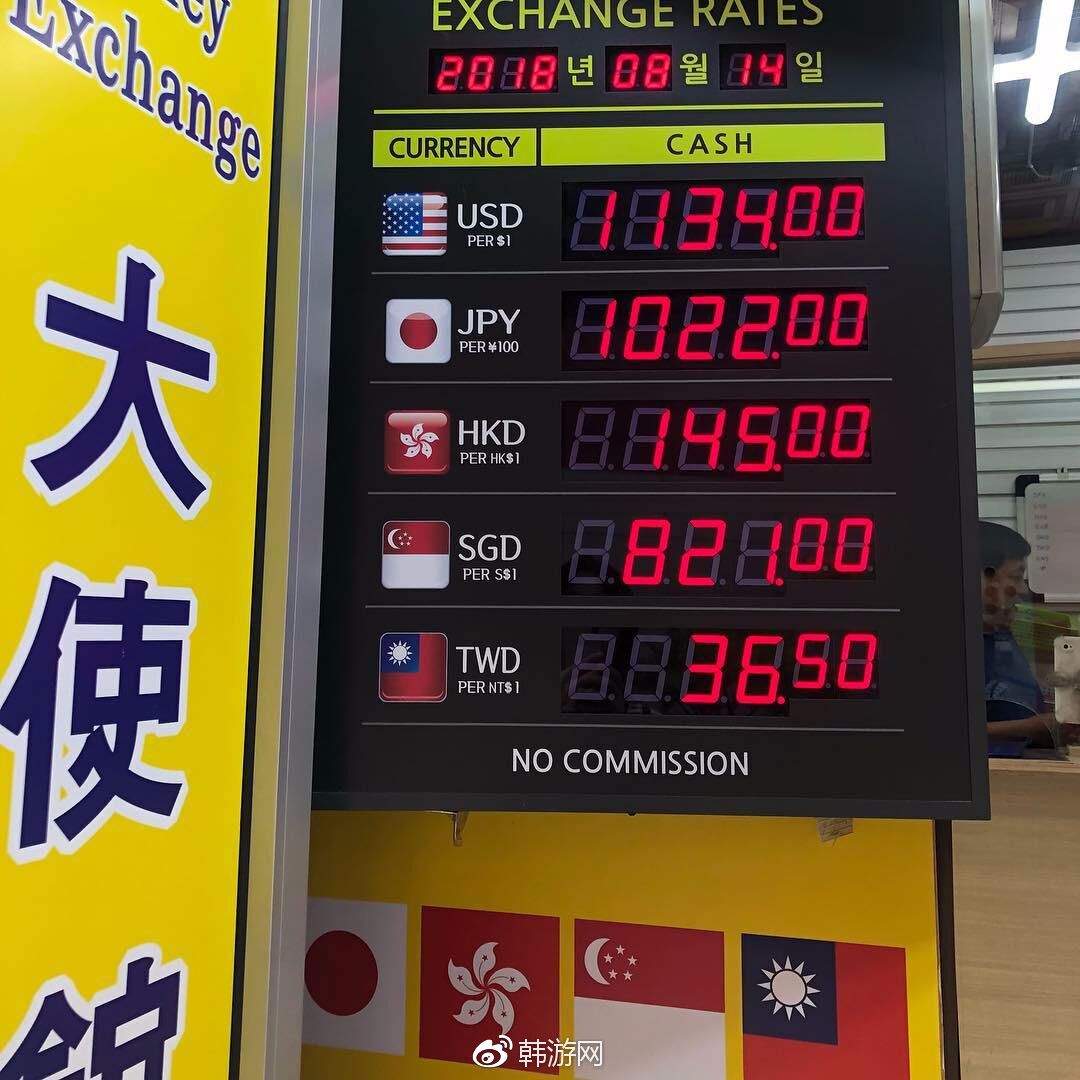 Exchange
大
使
館
EXCHANGE RATES
2018년 08월 14일
CURRENCY CASH
USD 1134.00
PER $1
JPY 1022.00
PER ¥100
HKD 145.00
PER HK$1
SGD 821.00
PER S$1
TWD 36.50
PER NT$1
NO COMMISSION
韩游网